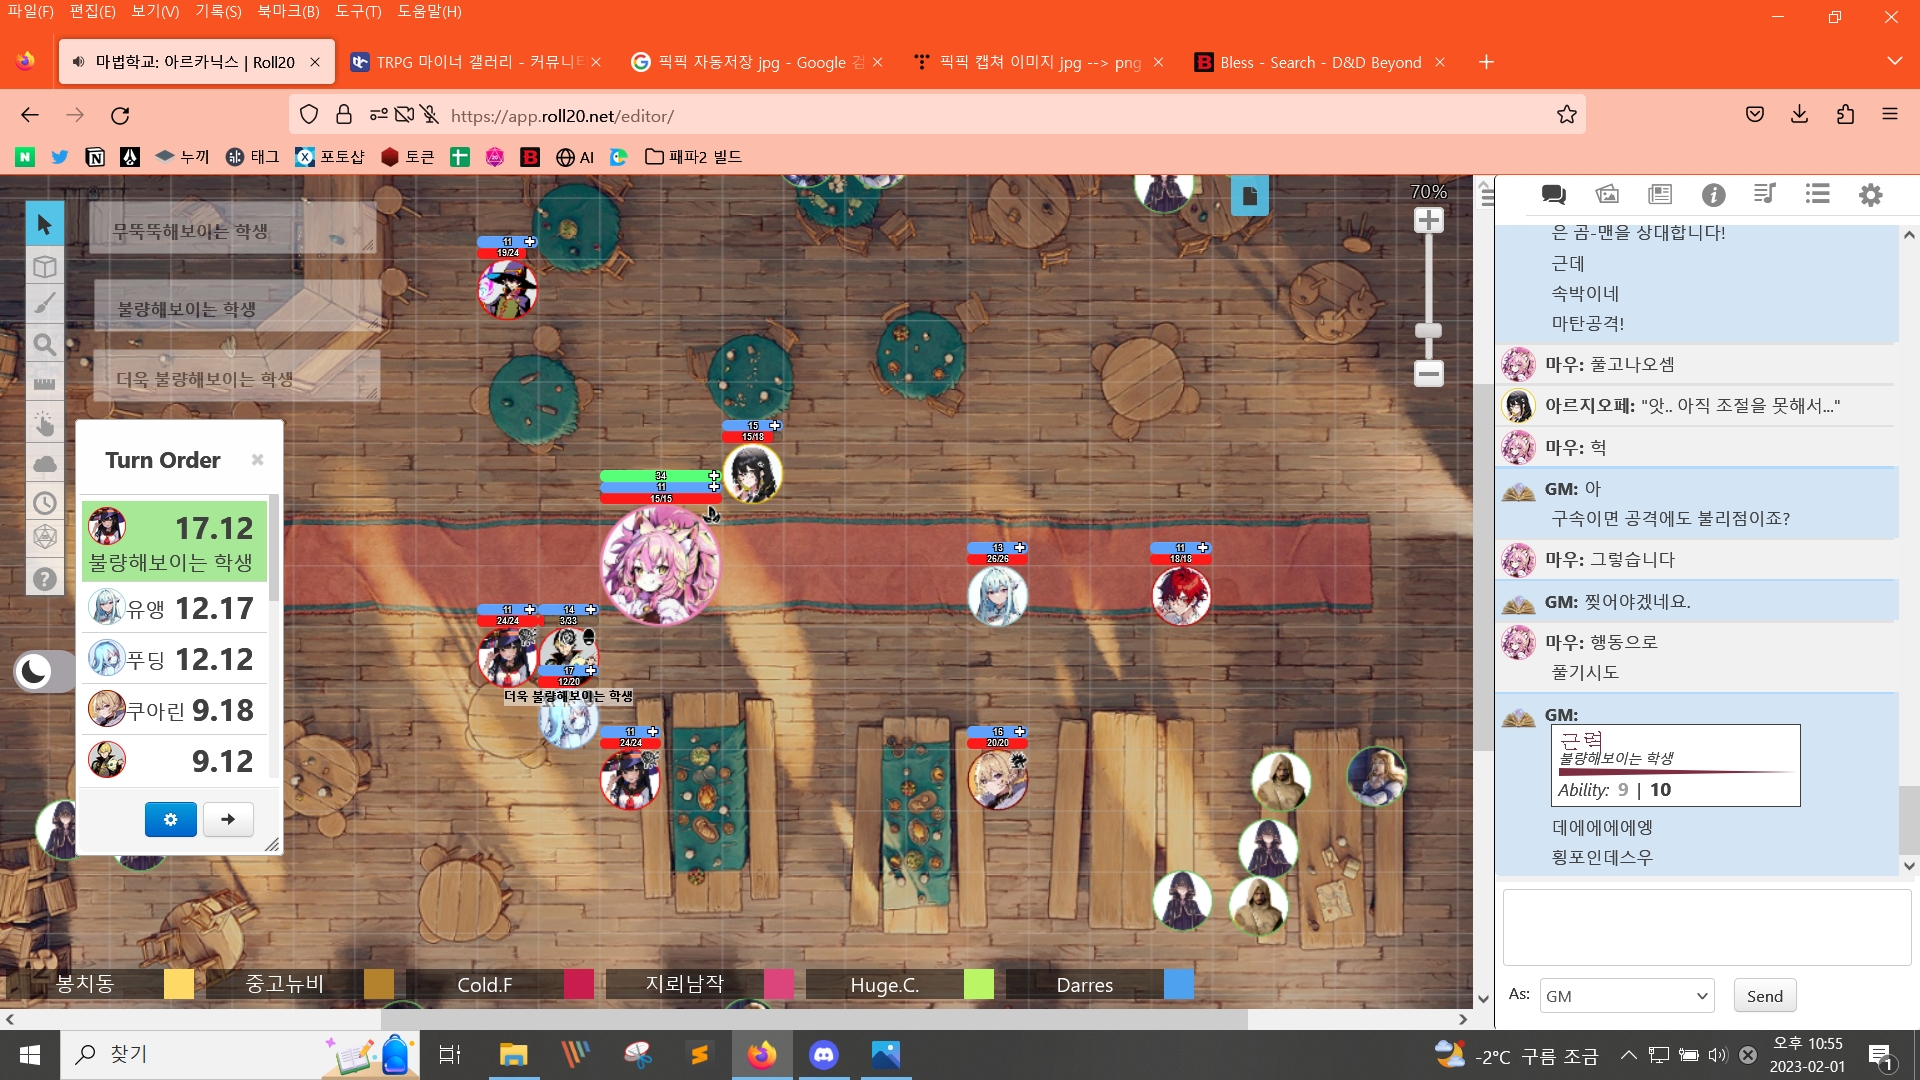 파일(F) 편집(E) 보기(V) 기록(S) 북마크(B) 도구(T) 도움말(H)
마법학교: 아르카닉스 | Roll20
TRPG 마이너 갤러리 - 커뮤니티
픽픽 자동저장 jpg - Google 검
픽픽 캡쳐 이미지 jpg --> png
Bless - Search - D&D Beyond
https://app.roll20.net/editor/
누끼 태그 포토샵 토큰 AI 패파2 빌드
70%
무뚝뚝해보이는 학생
불량해보이는 학생
더욱 불량해보이는 학생
11
19/24
15
15/18
34
11
15/15
13
26/26
11
18/18
11
24/24
14
3/33
17
12/20
더욱 불량해보이는 학생
11
24/24
16
20/20
Turn Order
17.12
불량해보이는 학생
유앵 12.17
푸딩 12.12
쿠아린 9.18
9.12
봉치동
중고뉴비
Cold.F
지뢰남작
Huge.C.
Darres
은 곰-맨을 상대합니다!
근데
속박이네
마탄공격!
마우: 풀고나오셈
아르지오페: "앗.. 아직 조절을 못해서..."
마우: 헉
GM: 아
구속이면 공격에도 불리점이죠?
마우: 그렇습니다
GM: 찢어야겠네요.
마우: 행동으로
풀기시도
GM:
근력
불량해보이는 학생
Ability: 9 | 10
데에에에에엥
횡포인데스우
As: GM Send
찾기
-2°C 구름 조금
오후 10:55
2023-02-01
1